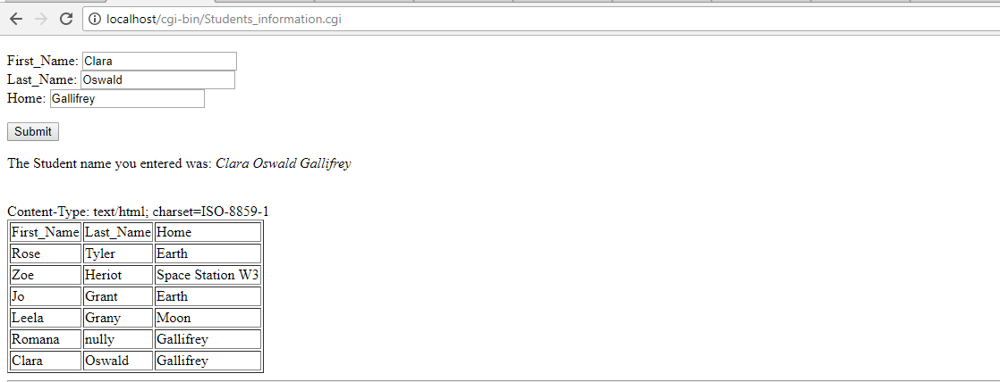 localhost/cgi-bin/Students_information.cgi
First_Name: Clara
Last_Name: Oswald
Home: Gallifrey
Submit
The Student name you entered was: Clara Oswald Gallifrey
Content-Type: text/html; charset=ISO-8859-1
First_Name Last_Name Home
Rose Tyler Earth
Zoe Heriot Space Station W3
Jo Grant Earth
Leela Grany Moon
Romana nully Gallifrey
Clara Oswald Gallifrey